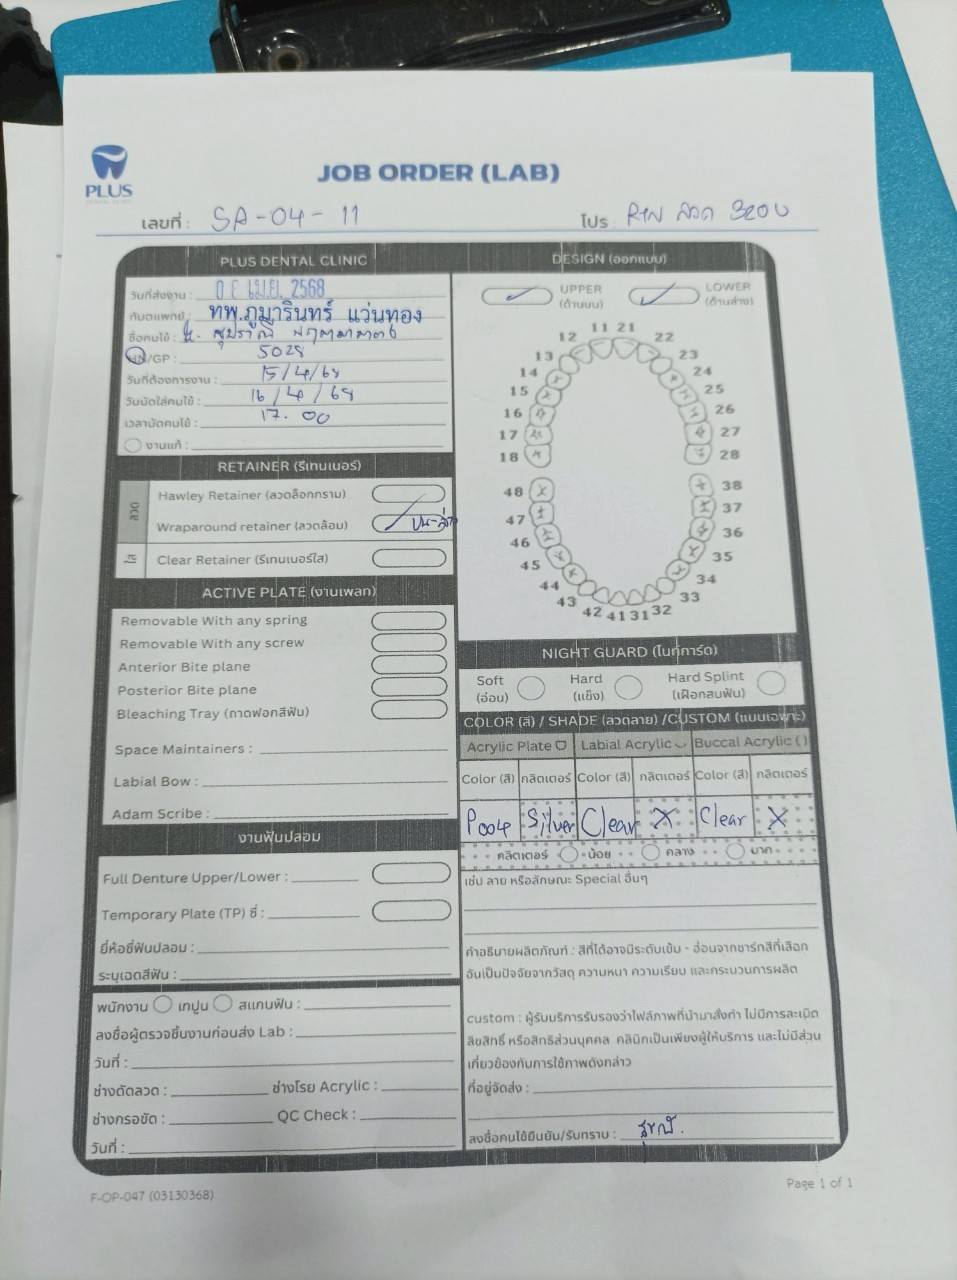 PLUS
DENTAL CLINIC
JOB ORDER (LAB)
เลขที่ : SA-04-11
โปร : RTN ลวด 3200
PLUS DENTAL CLINIC
วันที่ส่งงาน : เม.ย. 2568
ทันตแพทย์ : ทพ.ภูมารินทร์ แว่นทอง
ชื่อคนไข้ : น. สุปราณี
HN/GP : 5028
วันที่ต้องการงาน : 15/4/68
วันนัดใส่คนไข้ : 16/4/68
เวลานัดคนไข้ : 17.00
งานแก้ :
RETAINER (รีเทนเนอร์)
ลวด
Hawley Retainer (ลวดล็อกกราม)
Wraparound retainer (ลวดล้อม) บน-ล่าง
ใส
Clear Retainer (รีเทนเนอร์ใส)
ACTIVE PLATE (งานเพลท)
Removable With any spring
Removable With any screw
Anterior Bite plane
Posterior Bite plane
Bleaching Tray (ถาดฟอกสีฟัน)
Space Maintainers :
Labial Bow :
Adam Scribe :
งานฟันปลอม
Full Denture Upper/Lower :
Temporary Plate (TP) ซี่ :
ยี่ห้อซี่ฟันปลอม :
ระบุเฉดสีฟัน :
พนักงาน เทปูน สแกนฟัน :
ลงชื่อผู้ตรวจชิ้นงานก่อนส่ง Lab :
วันที่ :
ช่างดัดลวด : ช่างโรย Acrylic :
ช่างกรอขัด : QC Check :
วันที่ :
DESIGN (ออกแบบ)
UPPER (ด้านบน)
LOWER (ด้านล่าง)
11 21
12 22
13 23
14 24
15 25
16 26
17 27
18 28
48 38
47 37
46 36
45 35
44 34
43 33
42 41 31 32
NIGHT GUARD (ไนท์การ์ด)
Soft (อ่อน)
Hard (แข็ง)
Hard Splint (เฝือกสบฟัน)
COLOR (สี) / SHADE (ลวดลาย) /CUSTOM (แบบเฉพาะ)
Acrylic Plate Labial Acrylic Buccal Acrylic ( )
Color (สี) กลิตเตอร์ Color (สี) กลิตเตอร์ Color (สี) กลิตเตอร์
P004 Silver Clear X Clear X
กลิตเตอร์ น้อย กลาง มาก
เช่น ลาย หรือลักษณะ Special อื่นๆ
คำอธิบายผลิตภัณฑ์ : สีที่ได้อาจมีระดับเข้ม - อ่อนจากชาร์ทสีที่เลือก
อันเป็นปัจจัยจากวัสดุ ความหนา ความเรียบ และกระบวนการผลิต
custom : ผู้รับบริการรับรองว่าไฟล์ภาพที่นำมาสั่งทำ ไม่มีการละเมิด
ลิขสิทธิ์ หรือสิทธิส่วนบุคคล คลินิกเป็นเพียงผู้ให้บริการ และไม่มีส่วน
เกี่ยวข้องกับการใช้ภาพดังกล่าว
ที่อยู่จัดส่ง :
ลงชื่อคนไข้ยืนยัน/รับทราบ :
F-OP-047 (03130368)
Page 1 of 1